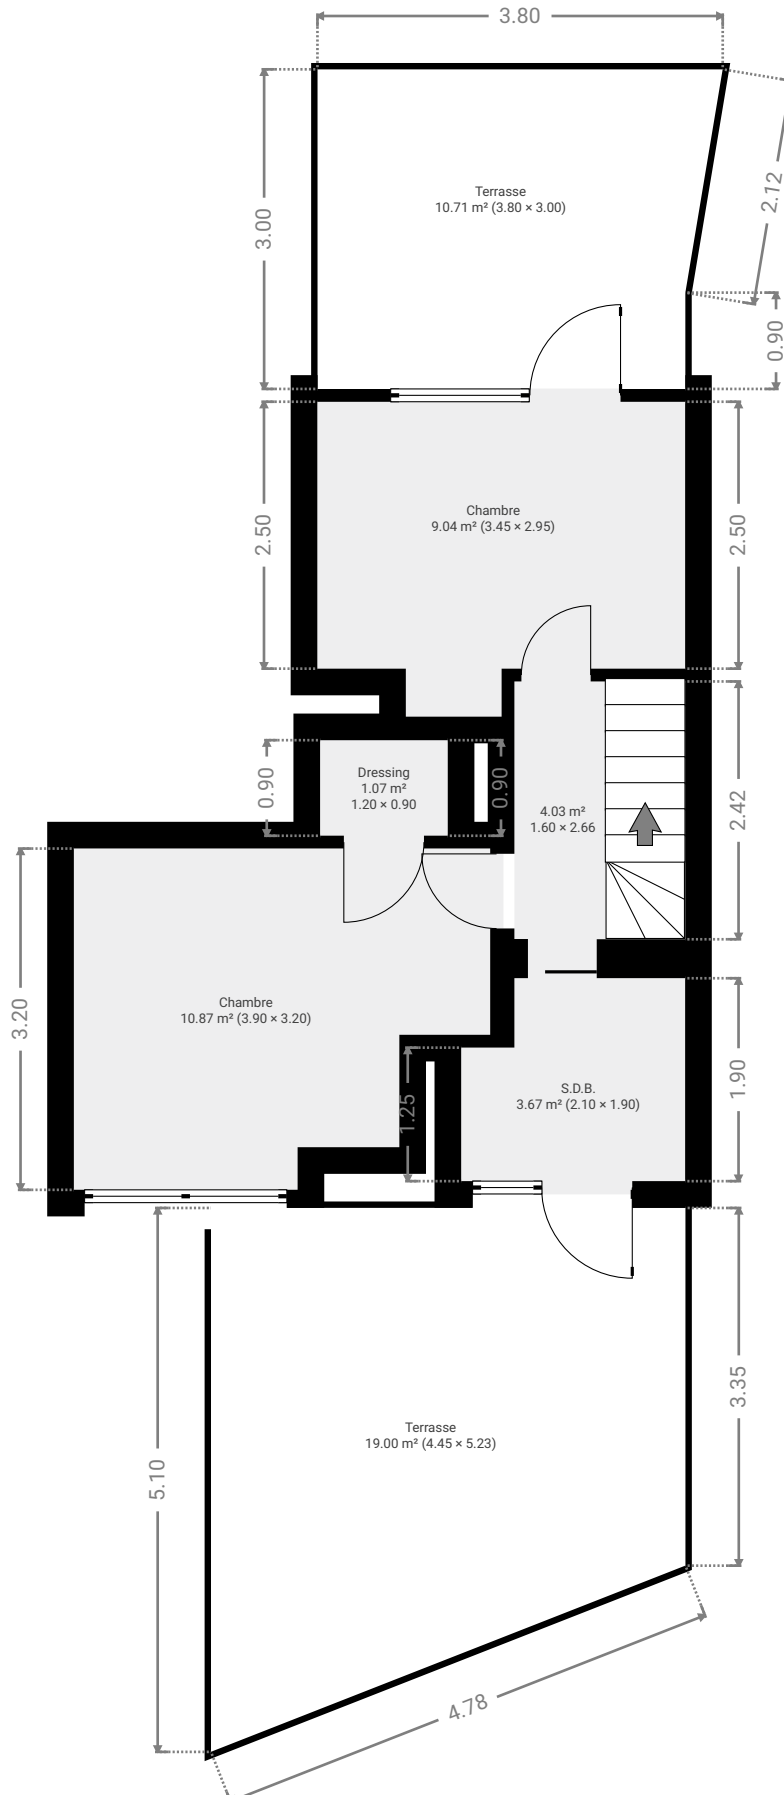 3.80
2.12
3.00
Terrasse
10.71 m² (3.80 × 3.00)
0.90
2.50
Chambre
9.04 m² (3.45 × 2.95)
2.50
0.90
Dressing
1.07 m²
1.20 × 0.90
0.90
4.03 m²
1.60 × 2.66
2.42
3.20
Chambre
10.87 m² (3.90 × 3.20)
1.25
S.D.B.
3.67 m² (2.10 × 1.90)
1.90
3.35
Terrasse
19.00 m² (4.45 × 5.23)
5.10
4.78